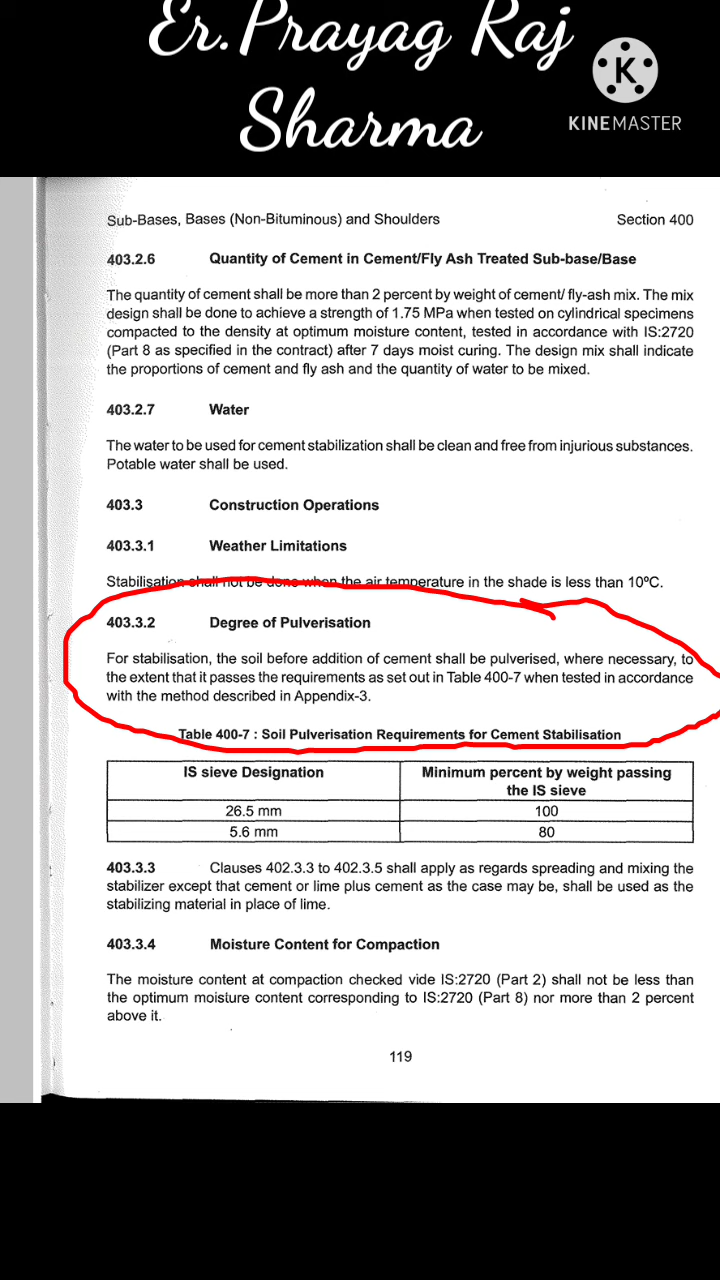 Er.Prayag Raj
Sharma
K
KINEMASTER
Sub-Bases, Bases (Non-Bituminous) and Shoulders Section 400
403.2.6 Quantity of Cement in Cement/Fly Ash Treated Sub-base/Base
The quantity of cement shall be more than 2 percent by weight of cement/ fly-ash mix. The mix
design shall be done to achieve a strength of 1.75 MPa when tested on cylindrical specimens
compacted to the density at optimum moisture content, tested in accordance with IS:2720
(Part 8 as specified in the contract) after 7 days moist curing. The design mix shall indicate
the proportions of cement and fly ash and the quantity of water to be mixed.
403.2.7 Water
The water to be used for cement stabilization shall be clean and free from injurious substances.
Potable water shall be used.
403.3 Construction Operations
403.3.1 Weather Limitations
Stabilisation shall not be done when the air temperature in the shade is less than 10ºC.
403.3.2 Degree of Pulverisation
For stabilisation, the soil before addition of cement shall be pulverised, where necessary, to
the extent that it passes the requirements as set out in Table 400-7 when tested in accordance
with the method described in Appendix-3.
Table 400-7 : Soil Pulverisation Requirements for Cement Stabilisation
IS sieve Designation Minimum percent by weight passing
the IS sieve
26.5 mm 100
5.6 mm 80
403.3.3 Clauses 402.3.3 to 402.3.5 shall apply as regards spreading and mixing the
stabilizer except that cement or lime plus cement as the case may be, shall be used as the
stabilizing material in place of lime.
403.3.4 Moisture Content for Compaction
The moisture content at compaction checked vide IS:2720 (Part 2) shall not be less than
the optimum moisture content corresponding to IS:2720 (Part 8) nor more than 2 percent
above it.
119